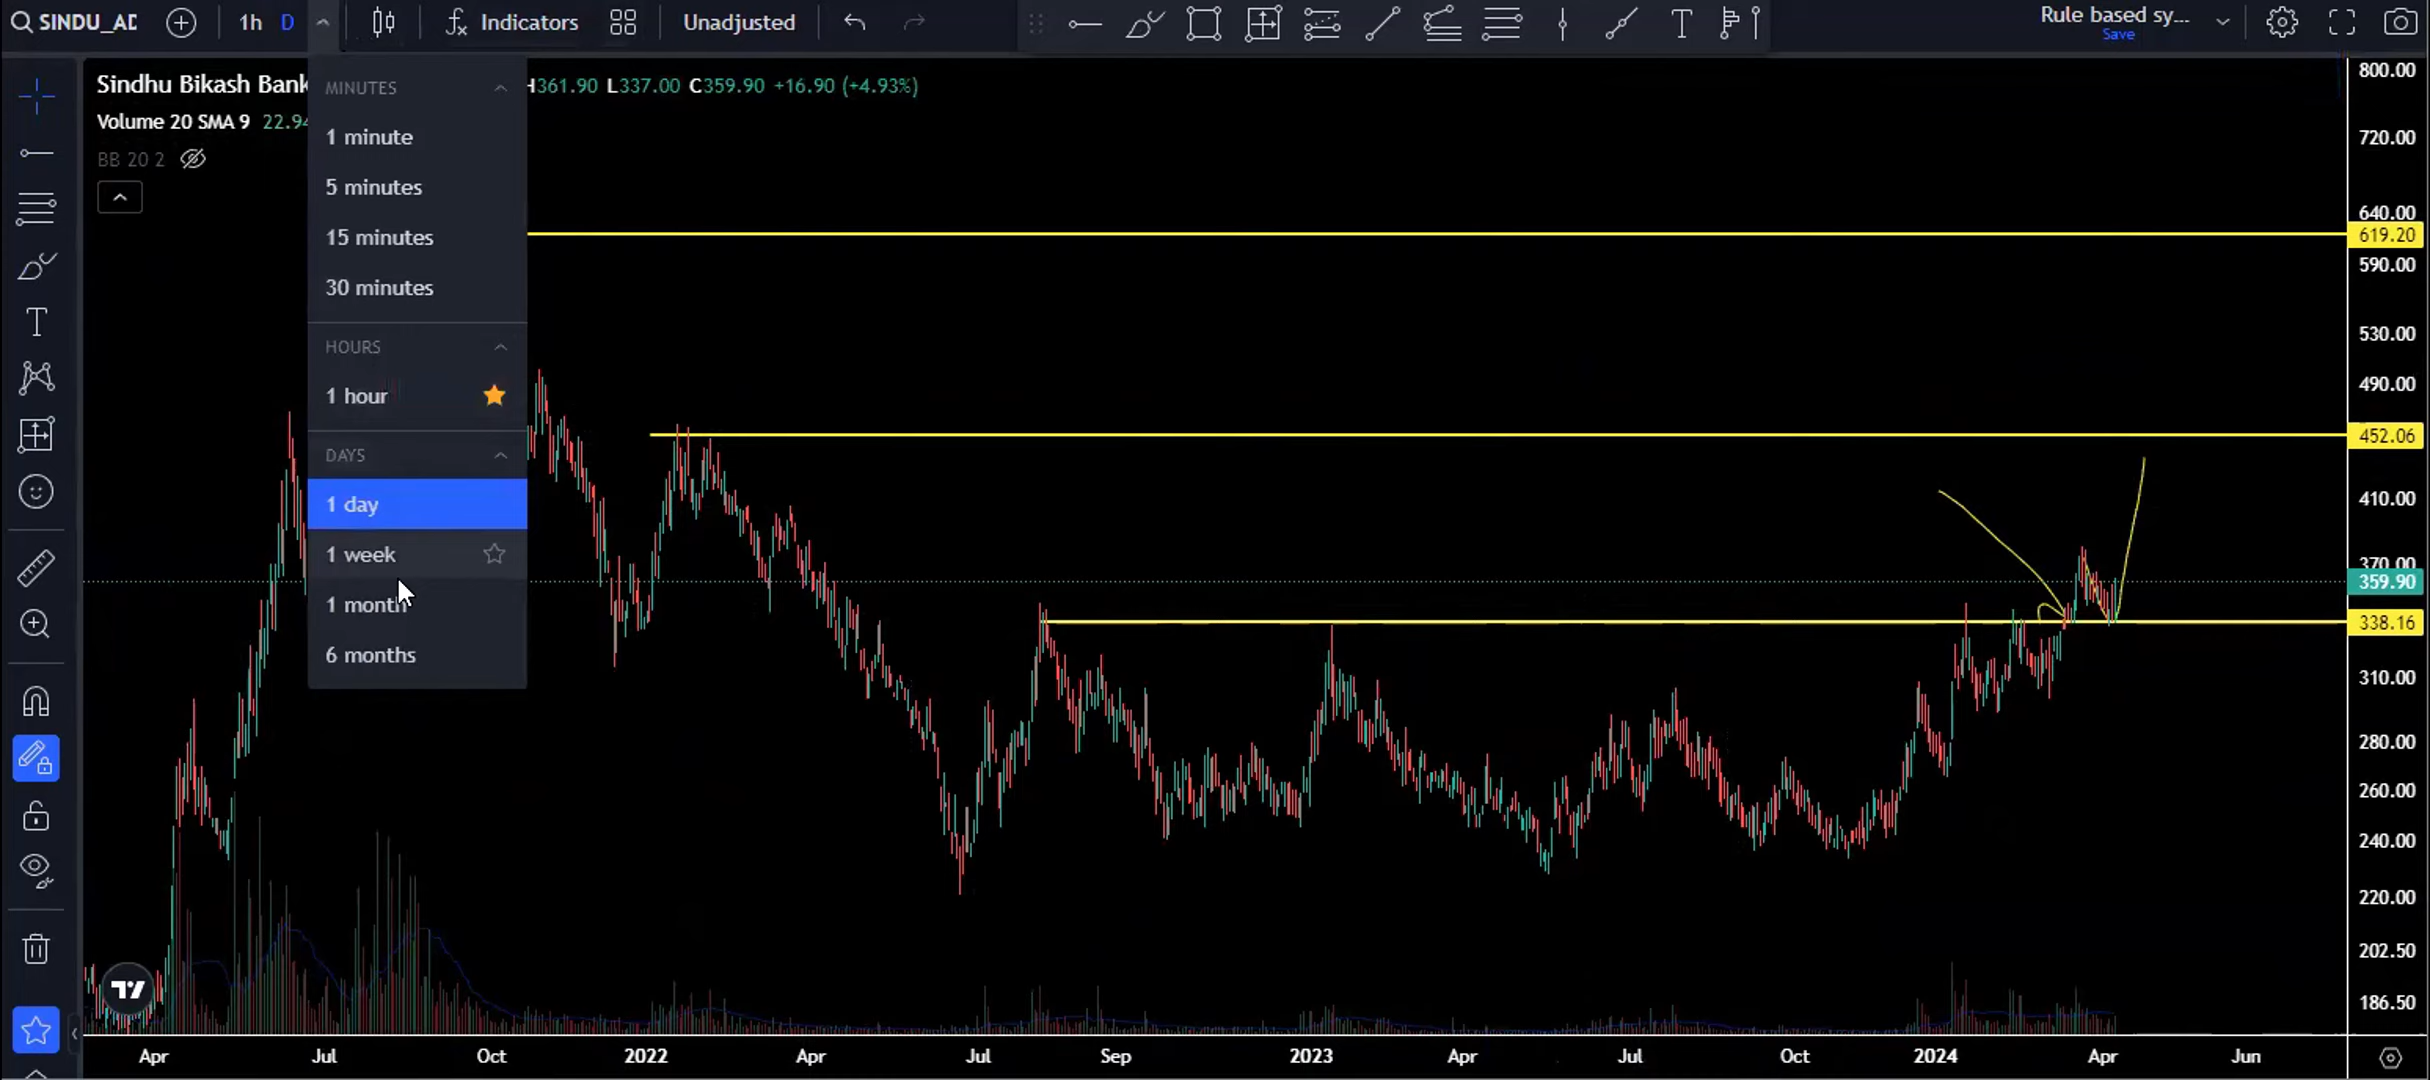 SINDU_AD
1h D
Indicators
Unadjusted
Rule based sy...
Save
Sindhu Bikash Bank
H361.90 L337.00 C359.90 +16.90 (+4.93%)
Volume 20 SMA 9 22.94
BB 20 2
MINUTES
1 minute
5 minutes
15 minutes
30 minutes
HOURS
1 hour
DAYS
1 day
1 week
1 month
6 months
800.00
720.00
640.00
619.20
590.00
530.00
490.00
452.06
410.00
370.00
359.90
338.16
310.00
280.00
260.00
240.00
220.00
202.50
186.50
Apr Jul Oct 2022 Apr Jul Sep 2023 Apr Jul Oct 2024 Apr Jun